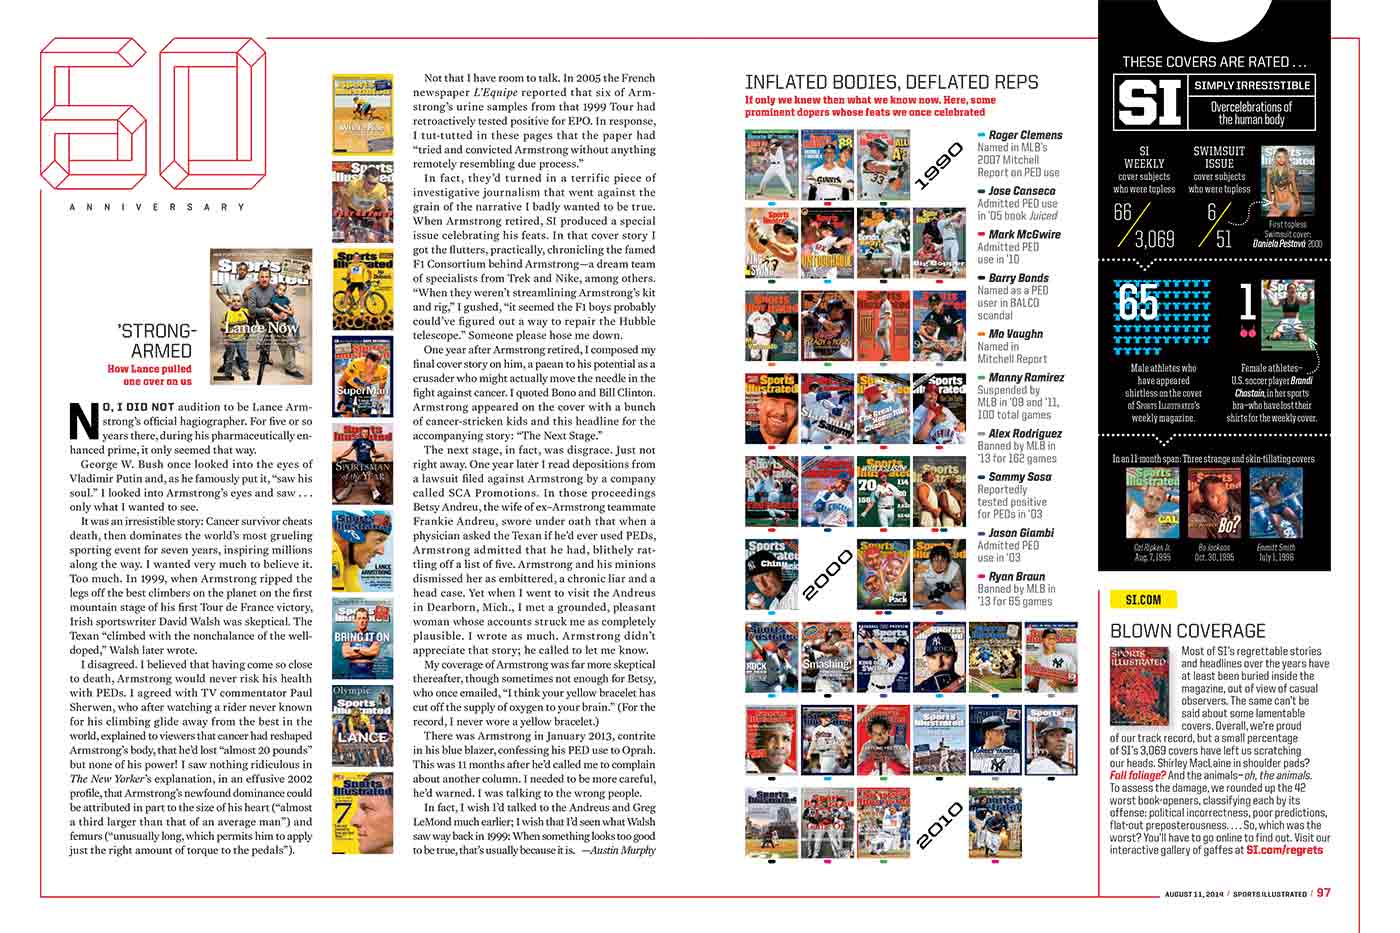 60
ANNIVERSARY
'STRONG-
ARMED
How Lance pulled
one over on us
NO, I DID NOT audition to be Lance Arm-
strong's official hagiographer. For five or so
years there, during his pharmaceutically en-
hanced prime, it only seemed that way.
George W. Bush once looked into the eyes of
Vladimir Putin and, as he famously put it, "saw his
soul." I looked into Armstrong's eyes and saw . . .
only what I wanted to see.
It was an irresistible story: Cancer survivor cheats
death, then dominates the world's most grueling
sporting event for seven years, inspiring millions
along the way. I wanted very much to believe it.
Too much. In 1999, when Armstrong ripped the
legs off the best climbers on the planet on the first
mountain stage of his first Tour de France victory,
Irish sportswriter David Walsh was skeptical. The
Texan "climbed with the nonchalance of the well-
doped," Walsh later wrote.
I disagreed. I believed that having come so close
to death, Armstrong would never risk his health
with PEDs. I agreed with TV commentator Paul
Sherwen, who after watching a rider never known
for his climbing glide away from the best in the
world, explained to viewers that cancer had reshaped
Armstrong's body, that he'd lost "almost 20 pounds"
but none of his power! I saw nothing ridiculous in
The New Yorker's explanation, in an effusive 2002
profile, that Armstrong's newfound dominance could
be attributed in part to the size of his heart ("almost
a third larger than that of an average man") and
femurs ("unusually long, which permits him to apply
just the right amount of torque to the pedals").
Sports Illustrated
Lance Now
SuperMan
SPORTSMAN
of the YEAR
LANCE
ARMSTRONG
BRING IT ON
Olympic
LANCE
7
Not that I have room to talk. In 2005 the French
newspaper L'Equipe reported that six of Arm-
strong's urine samples from that 1999 Tour had
retroactively tested positive for EPO. In response,
I tut-tutted in these pages that the paper had
"tried and convicted Armstrong without anything
remotely resembling due process."
In fact, they'd turned in a terrific piece of
investigative journalism that went against the
grain of the narrative I badly wanted to be true.
When Armstrong retired, SI produced a special
issue celebrating his feats. In that cover story I
got the flutters, practically, chronicling the famed
F1 Consortium behind Armstrong—a dream team
of specialists from Trek and Nike, among others.
"When they weren't streamlining Armstrong's kit
and rig," I gushed, "it seemed the F1 boys probably
could've figured out a way to repair the Hubble
telescope." Someone please hose me down.
One year after Armstrong retired, I composed my
final cover story on him, a paean to his potential as a
crusader who might actually move the needle in the
fight against cancer. I quoted Bono and Bill Clinton.
Armstrong appeared on the cover with a bunch
of cancer-stricken kids and this headline for the
accompanying story: "The Next Stage."
The next stage, in fact, was disgrace. Just not
right away. One year later I read depositions from
a lawsuit filed against Armstrong by a company
called SCA Promotions. In those proceedings
Betsy Andreu, the wife of ex–Armstrong teammate
Frankie Andreu, swore under oath that when a
physician asked the Texan if he'd ever used PEDs,
Armstrong admitted that he had, blithely rat-
tling off a list of five. Armstrong and his minions
dismissed her as embittered, a chronic liar and a
head case. Yet when I went to visit the Andreus
in Dearborn, Mich., I met a grounded, pleasant
woman whose accounts struck me as completely
plausible. I wrote as much. Armstrong didn't
appreciate that story; he called to let me know.
My coverage of Armstrong was far more skeptical
thereafter, though sometimes not enough for Betsy,
who once emailed, "I think your yellow bracelet has
cut off the supply of oxygen to your brain." (For the
record, I never wore a yellow bracelet.)
There was Armstrong in January 2013, contrite
in his blue blazer, confessing his PED use to Oprah.
This was 11 months after he'd called me to complain
about another column. I needed to be more careful,
he'd warned. I was talking to the wrong people.
In fact, I wish I'd talked to the Andreus and Greg
LeMond much earlier; I wish that I'd seen what Walsh
saw way back in 1999: When something looks too good
to be true, that's usually because it is. —Austin Murphy
INFLATED BODIES, DEFLATED REPS
If only we knew then what we know now. Here, some
prominent dopers whose feats we once celebrated
1990
2000
2010
Roger Clemens
Named in MLB's
2007 Mitchell
Report on PED use
Jose Canseco
Admitted PED use
in '05 book Juiced
Mark McGwire
Admitted PED
use in '10
Barry Bonds
Named as a PED
user in BALCO
scandal
Mo Vaughn
Named in
Mitchell Report
Manny Ramirez
Suspended by
MLB in '09 and '11,
100 total games
Alex Rodriguez
Banned by MLB in
'13 for 162 games
Sammy Sosa
Reportedly
tested positive
for PEDs in '03
Jason Giambi
Admitted PED
use in '03
Ryan Braun
Banned by MLB in
'13 for 65 games
THESE COVERS ARE RATED . . .
SI
SIMPLY IRRESISTIBLE
Overcelebrations of
the human body
SI
WEEKLY
cover subjects
who were topless
66/3,069
SWIMSUIT
ISSUE
cover subjects
who were topless
6/51
First topless
Swimsuit cover:
Daniela Peštová 2000
65
Male athletes who
have appeared
shirtless on the cover
of SPORTS ILLUSTRATED's
weekly magazine.
1
Female athletes—
U.S. soccer player Brandi
Chastain, in her sports
bra—who have lost their
shirts for the weekly cover.
In an 11-month span: Three strange and skin-tillating covers
CAL
Bo?
Cal Ripken Jr.
Aug. 7, 1995
Bo Jackson
Oct. 30, 1995
Emmitt Smith
July 1, 1996
SI.COM
BLOWN COVERAGE
SPORTS
ILLUSTRATED
Most of SI's regrettable stories
and headlines over the years have
at least been buried inside the
magazine, out of view of casual
observers. The same can't be
said about some lamentable
covers. Overall, we're proud
of our track record, but a small percentage
of SI's 3,069 covers have left us scratching
our heads. Shirley MacLaine in shoulder pads?
Fall foliage? And the animals—oh, the animals.
To assess the damage, we rounded up the 42
worst book-openers, classifying each by its
offense: political incorrectness, poor predictions,
flat-out preposterousness. . . . So, which was the
worst? You'll have to go online to find out. Visit our
interactive gallery of gaffes at SI.com/regrets
AUGUST 11, 2014 / SPORTS ILLUSTRATED / 97